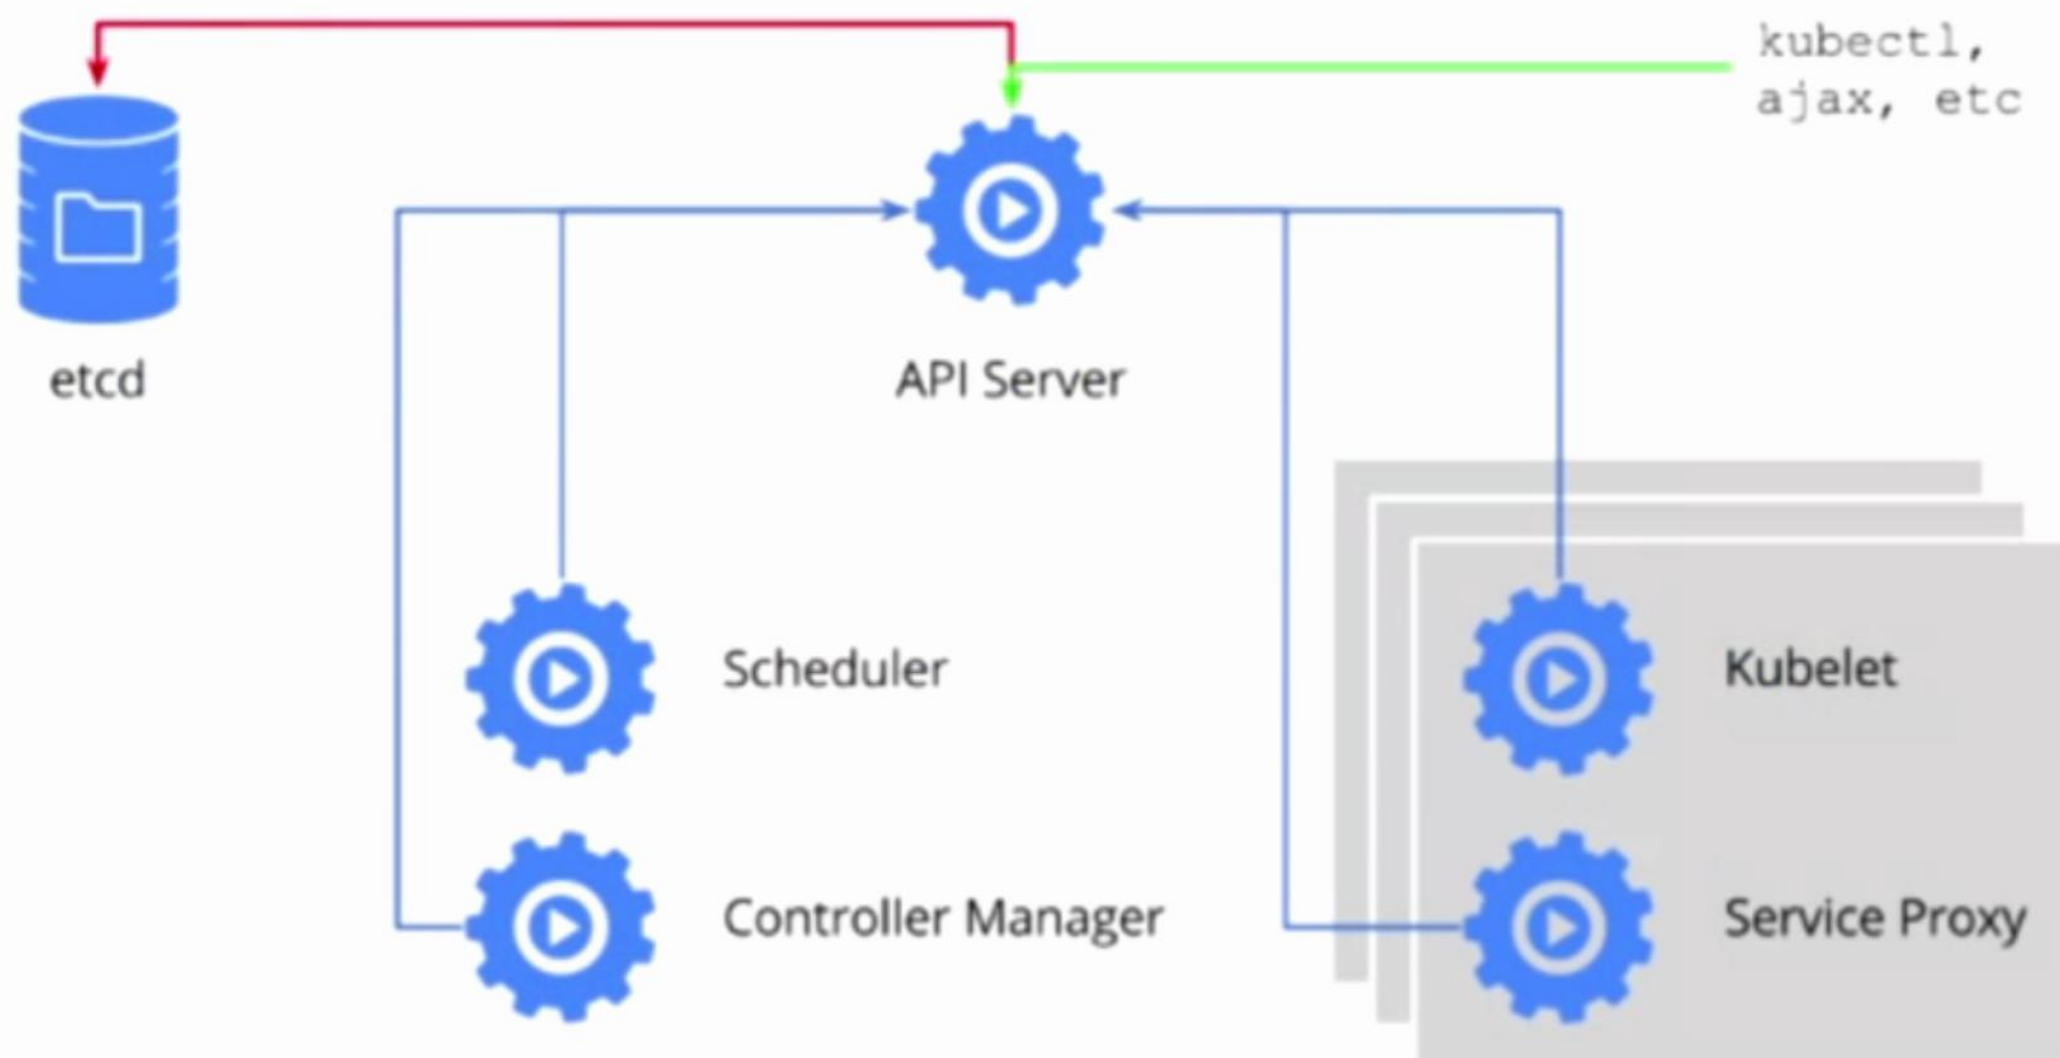 kubectl,
ajax, etc
etcd
API Server
Scheduler
Kubelet
Controller Manager
Service Proxy